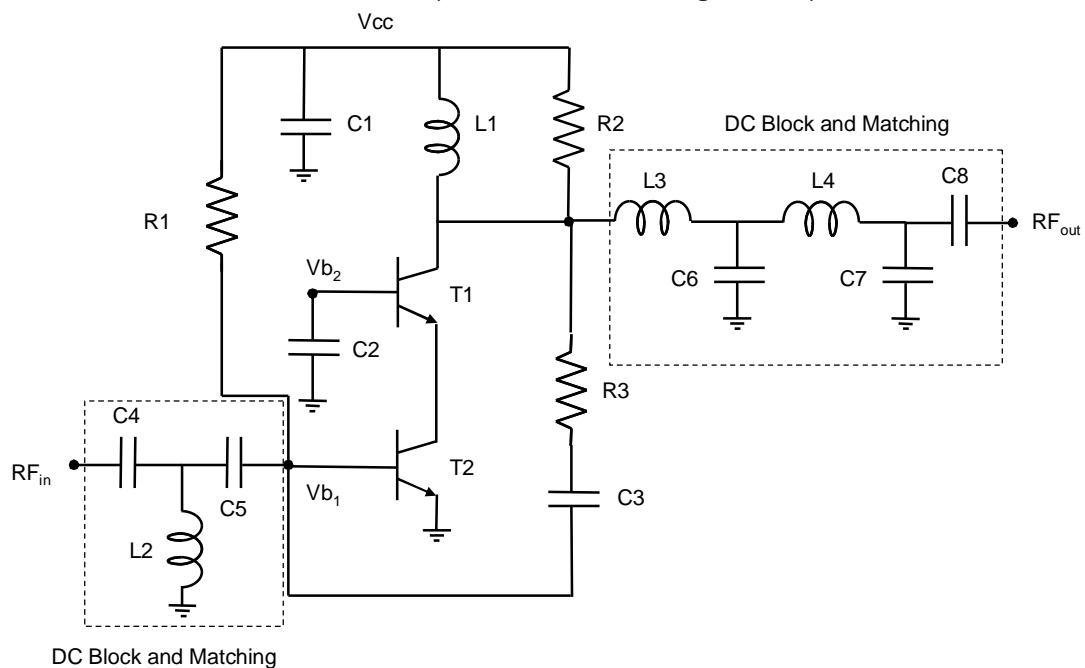 Vcc
C1
L1
R2
DC Block and Matching
L3
L4
C8
R1
RFout
Vb2
T1
C6
C7
C2
R3
C4
RFin
C5
Vb1
T2
C3
L2
DC Block and Matching